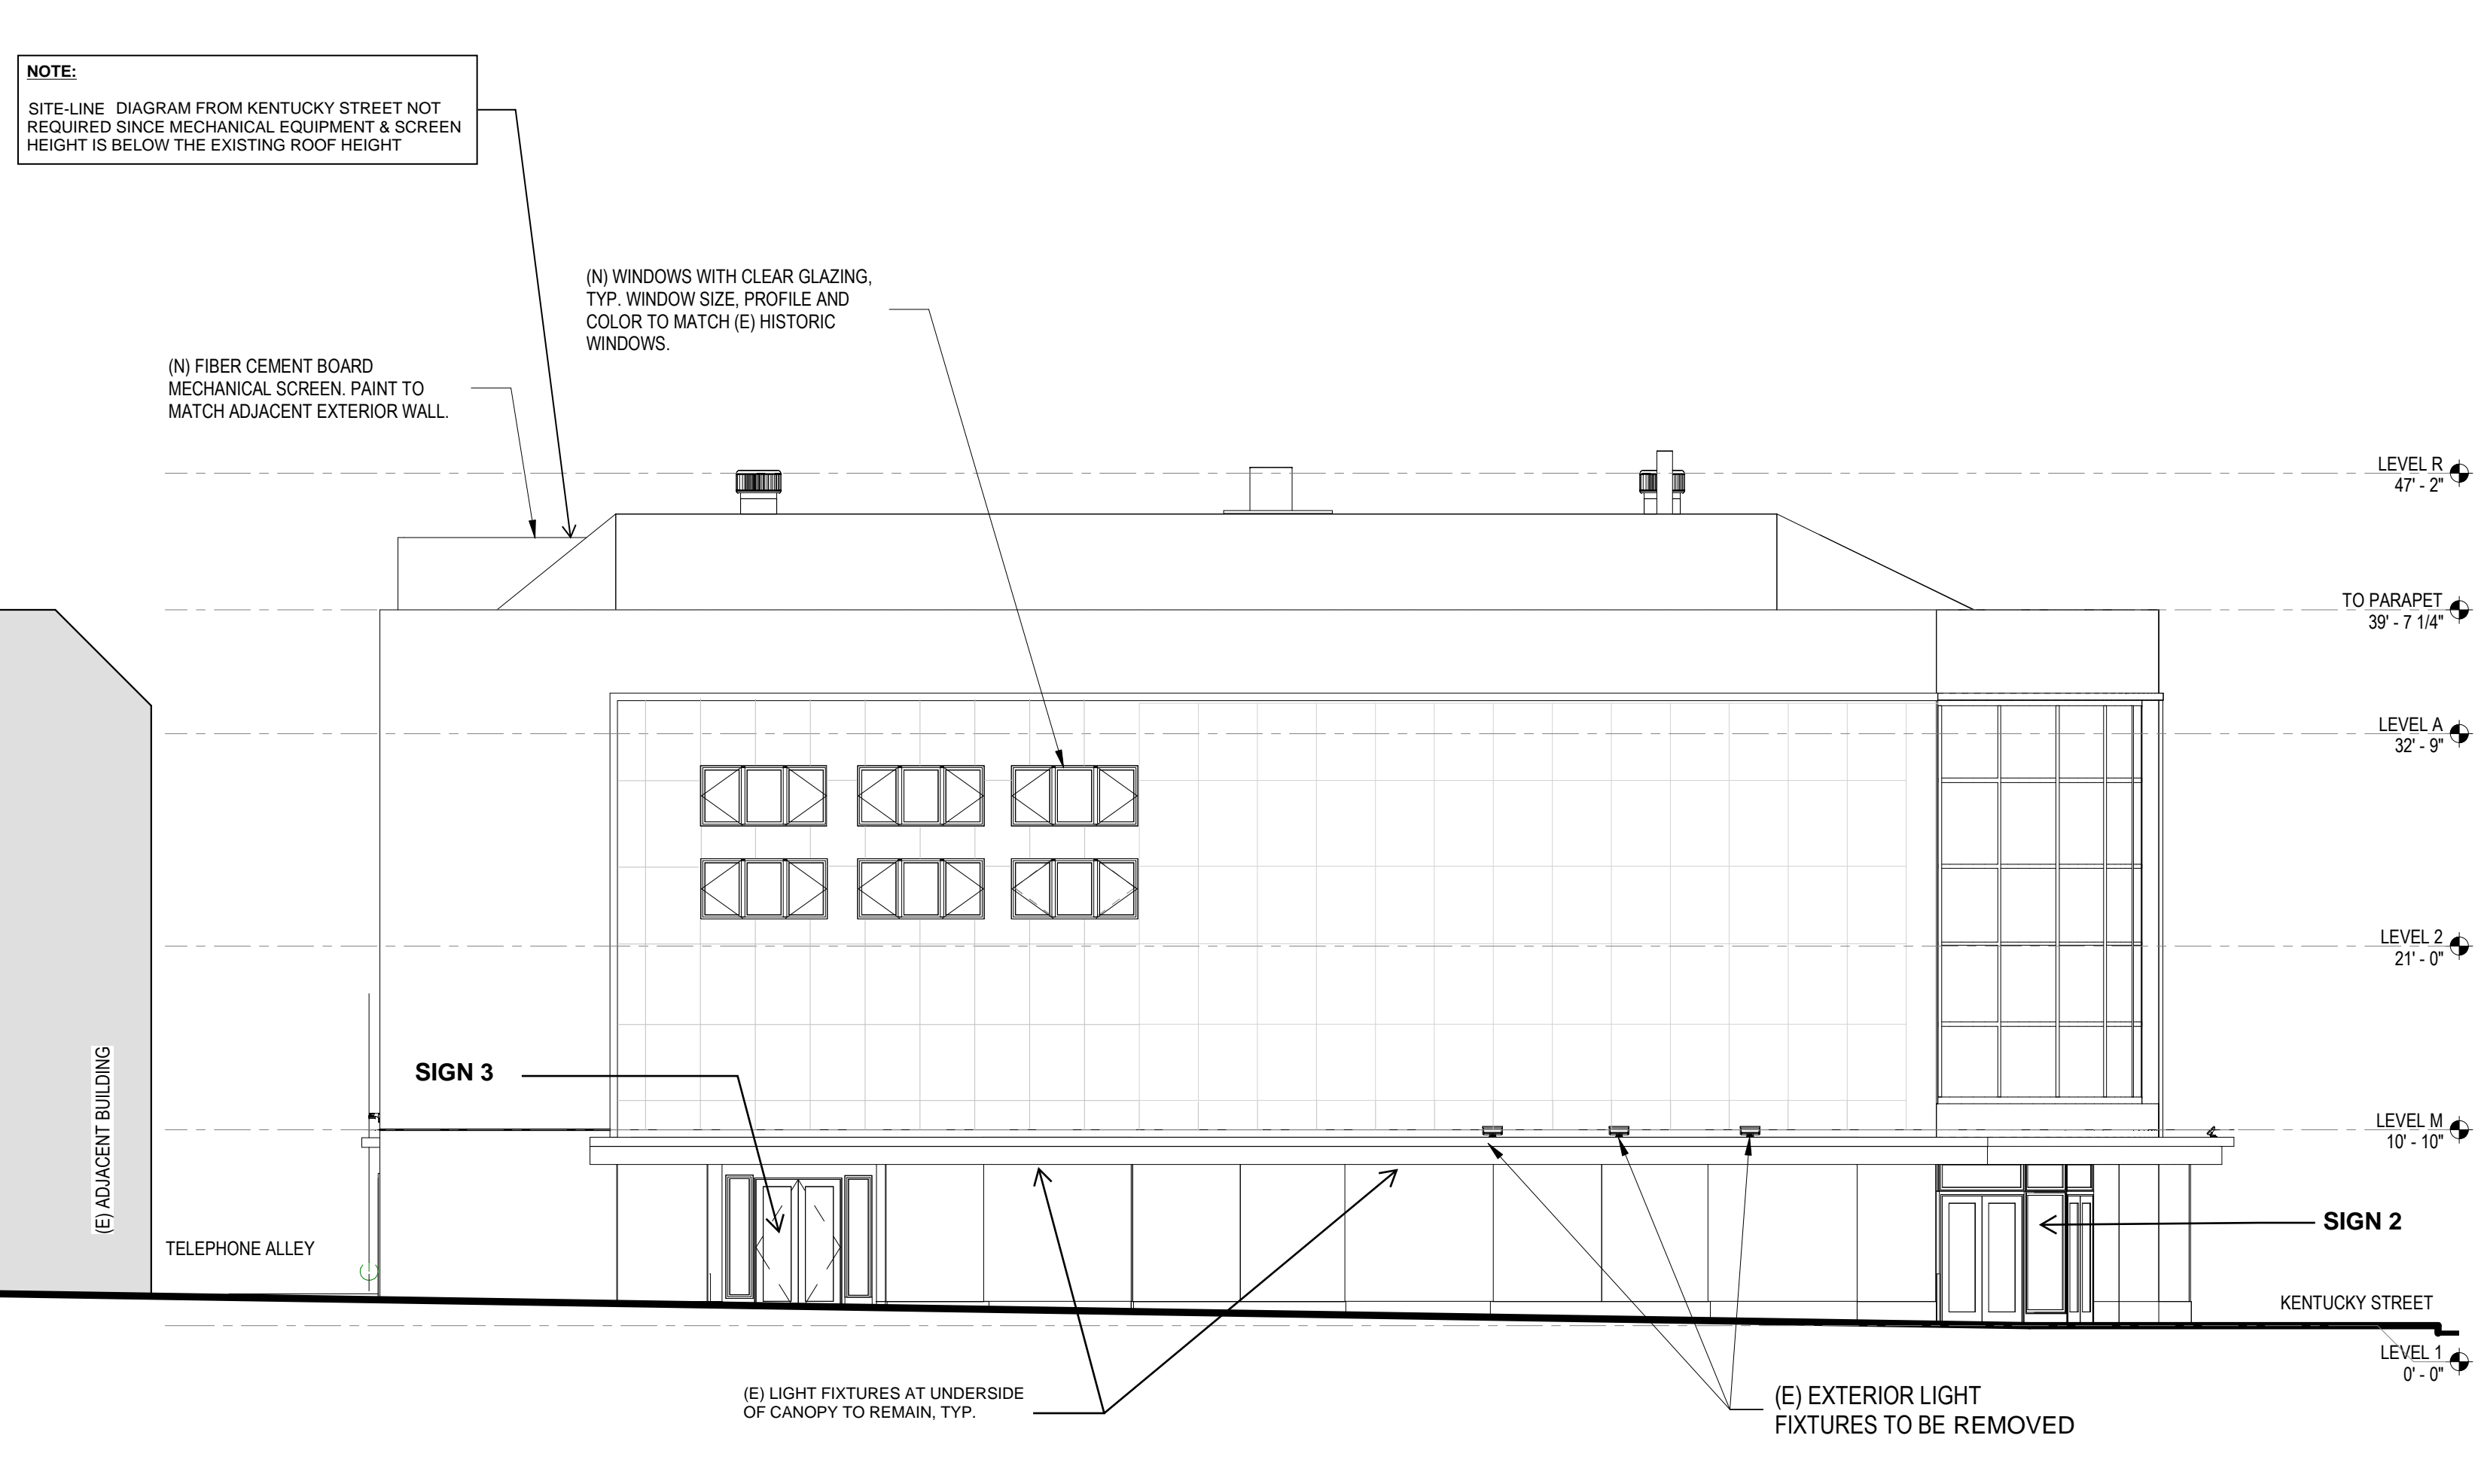 NOTE:
SITE-LINE DIAGRAM FROM KENTUCKY STREET NOT
REQUIRED SINCE MECHANICAL EQUIPMENT & SCREEN
HEIGHT IS BELOW THE EXISTING ROOF HEIGHT
(N) WINDOWS WITH CLEAR GLAZING,
TYP. WINDOW SIZE, PROFILE AND
COLOR TO MATCH (E) HISTORIC
WINDOWS.
(N) FIBER CEMENT BOARD
MECHANICAL SCREEN. PAINT TO
MATCH ADJACENT EXTERIOR WALL.
LEVEL R
47' - 2"
TO PARAPET
39' - 7 1/4"
LEVEL A
32' - 9"
LEVEL 2
21' - 0"
SIGN 3
(E) ADJACENT BUILDING
LEVEL M
10' - 10"
SIGN 2
TELEPHONE ALLEY
KENTUCKY STREET
LEVEL 1
0' - 0"
(E) LIGHT FIXTURES AT UNDERSIDE
OF CANOPY TO REMAIN, TYP.
(E) EXTERIOR LIGHT
FIXTURES TO BE REMOVED